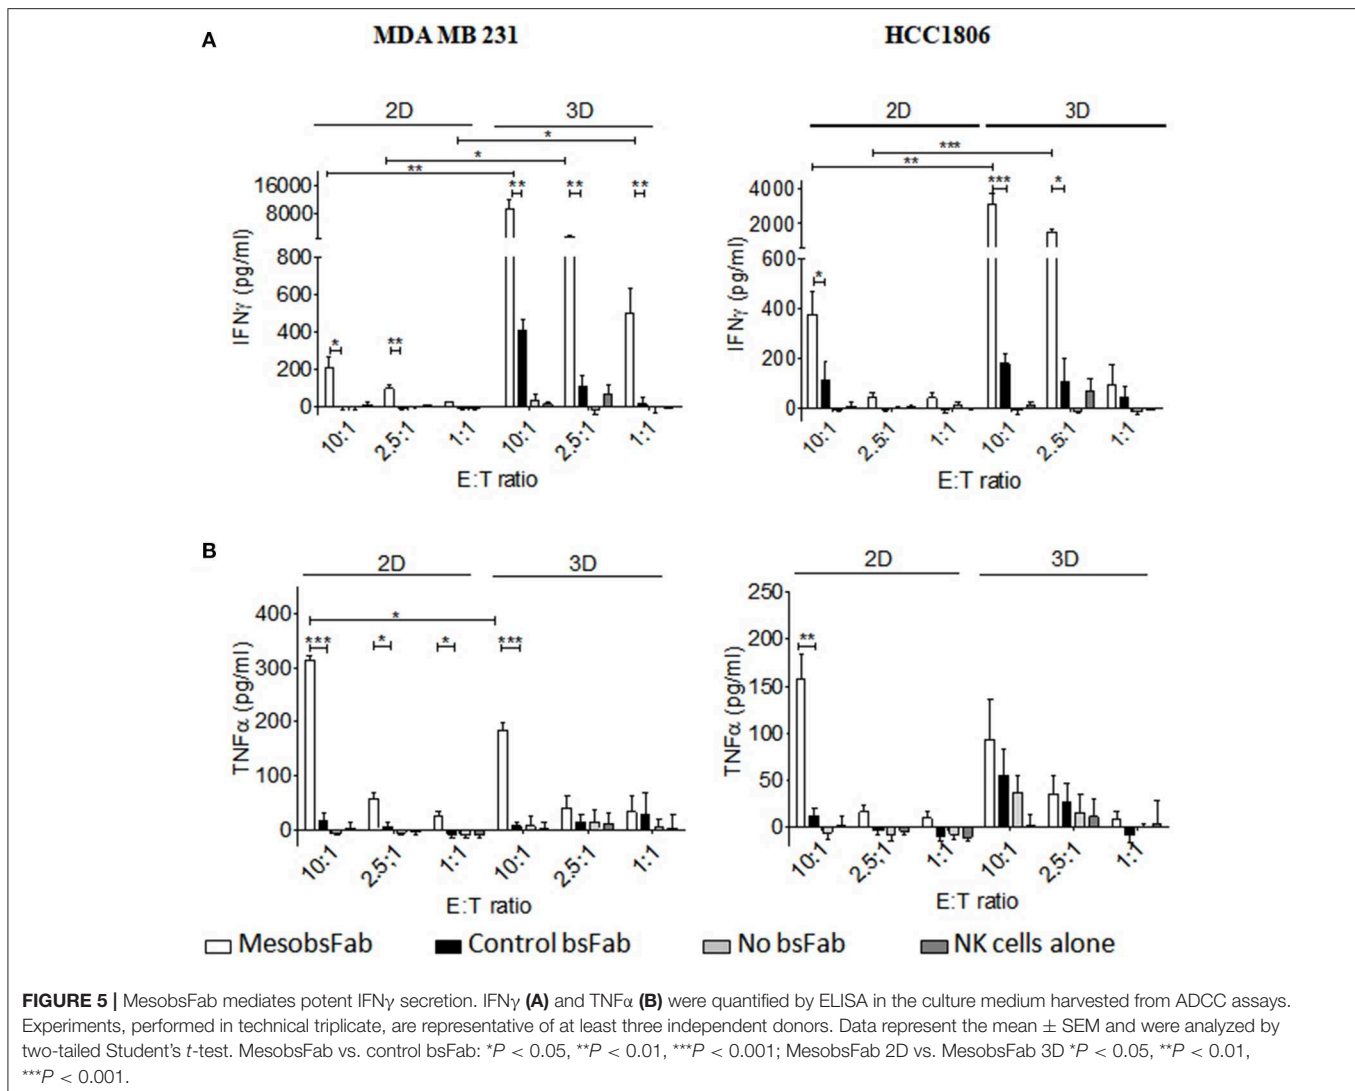 A
MDA MB 231
HCC1806
2D
3D
*
*
**
16000
8000
800
600
400
200
0
IFNγ (pg/ml)
*
**
**
**
**
10:1
2.5:1
1:1
10:1
2.5:1
1:1
E:T ratio
2D
3D
***
**
4000
2000
600
400
200
0
IFNγ (pg/ml)
*
***
*
10:1
2.5:1
1:1
10:1
2.5:1
1:1
E:T ratio
B
2D
3D
400
300
200
100
0
TNFα (pg/ml)
*
***
*
*
***
10:1
2.5;1
1:1
10:1
2.5:1
1:1
E:T ratio
2D
3D
250
200
150
100
50
0
TNFα (pg/ml)
**
10:1
2.5;1
1:1
10:1
2.5:1
1:1
E:T ratio
MesobsFab
Control bsFab
No bsFab
NK cells alone
FIGURE 5 | MesobsFab mediates potent IFNγ secretion. IFNγ (A) and TNFα (B) were quantified by ELISA in the culture medium harvested from ADCC assays.
Experiments, performed in technical triplicate, are representative of at least three independent donors. Data represent the mean ± SEM and were analyzed by
two-tailed Student's t-test. MesobsFab vs. control bsFab: *P < 0.05, **P < 0.01, ***P < 0.001; MesobsFab 2D vs. MesobsFab 3D *P < 0.05, **P < 0.01,
***P < 0.001.